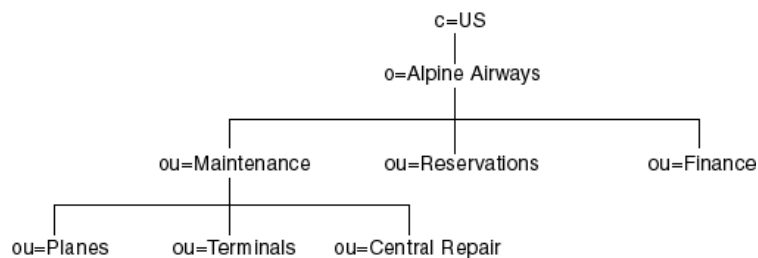 c=US
o=Alpine Airways
ou=Maintenance ou=Reservations ou=Finance
ou=Planes ou=Terminals ou=Central Repair